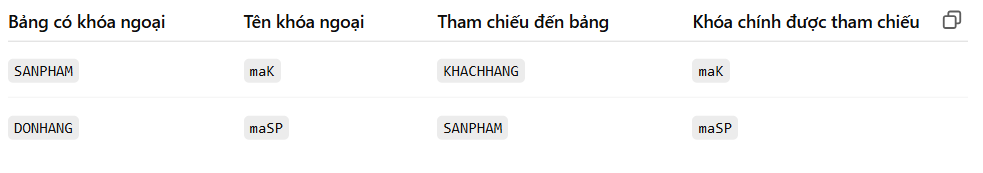 Bảng có khóa ngoại Tên khóa ngoại Tham chiếu đến bảng Khóa chính được tham chiếu
SANPHAM maK KHACHHANG maK
DONHANG maSP SANPHAM maSP